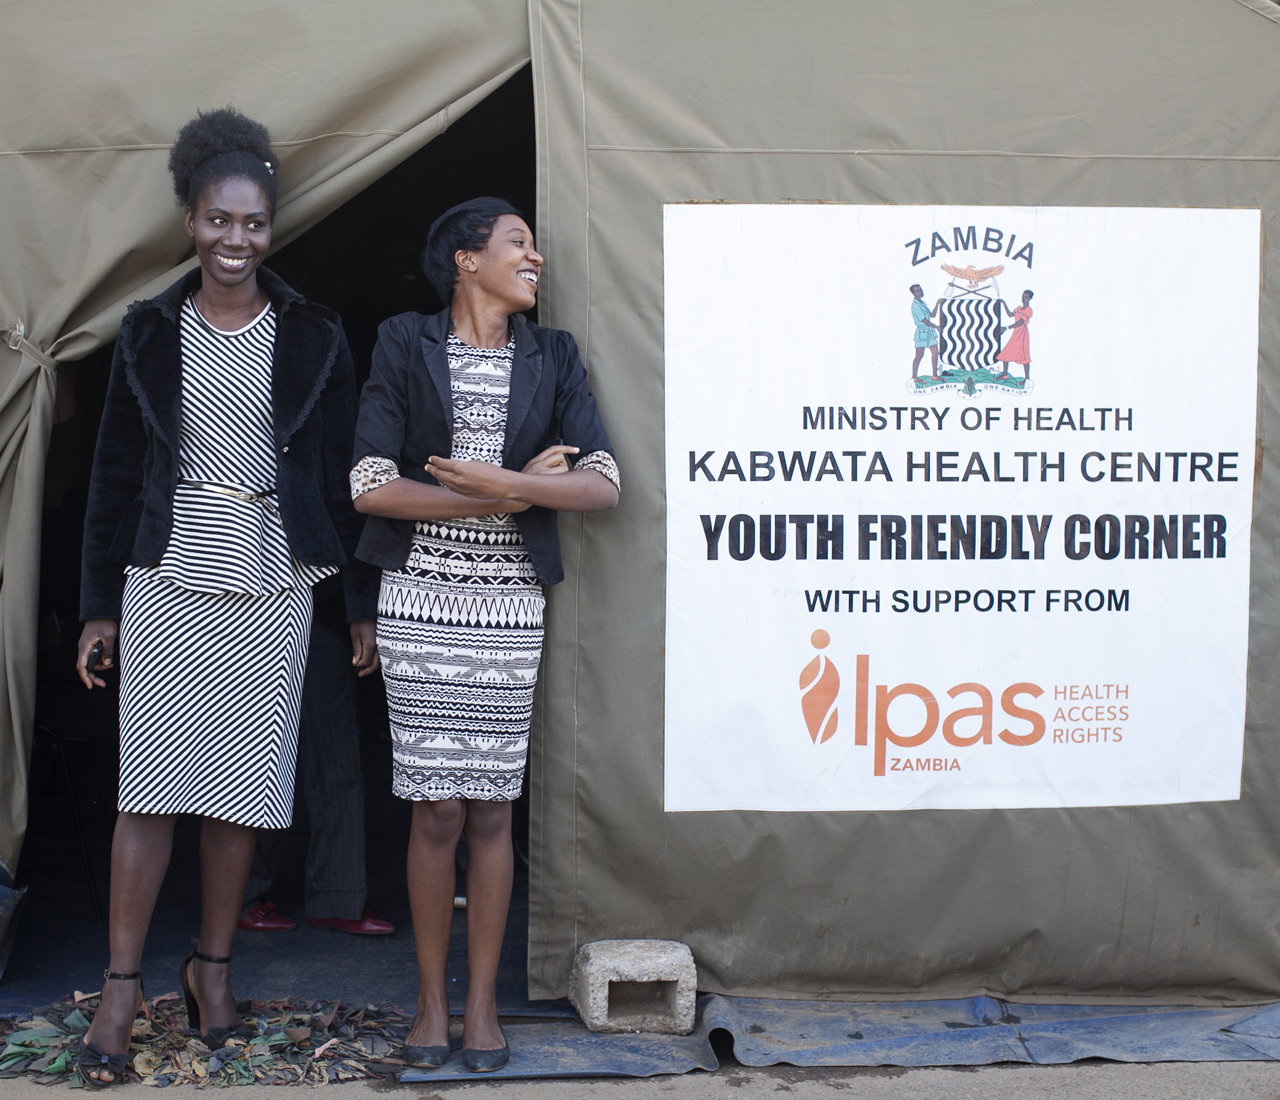 ZAMBIA
ONE ZAMBIA ONE NATION
MINISTRY OF HEALTH
KABWATA HEALTH CENTRE
YOUTH FRIENDLY CORNER
WITH SUPPORT FROM
Ipas
HEALTH
ACCESS
RIGHTS
ZAMBIA